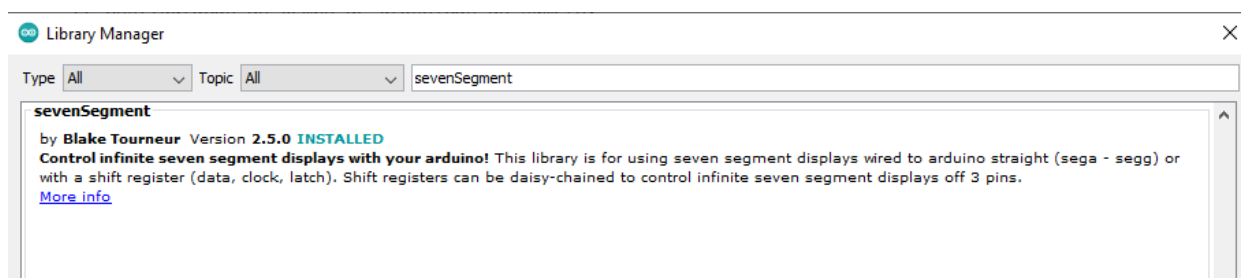 Library Manager
Type All Topic All sevenSegment
sevenSegment
by Blake Tourneur Version 2.5.0 INSTALLED
Control infinite seven segment displays with your arduino! This library is for using seven segment displays wired to arduino straight (sega - segg) or
with a shift register (data, clock, latch). Shift registers can be daisy-chained to control infinite seven segment displays off 3 pins.
More info